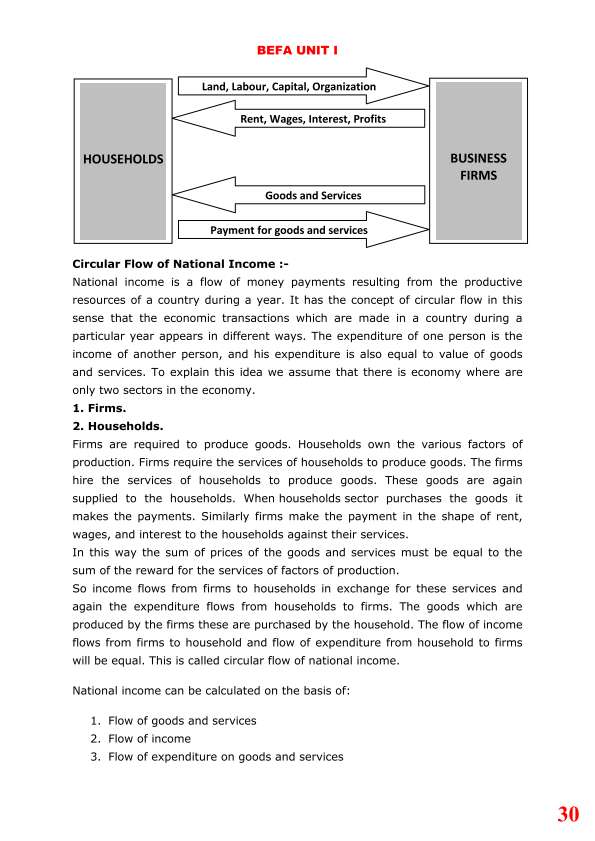 BEFA UNIT I
Land, Labour, Capital, Organization
Rent, Wages, Interest, Profits
HOUSEHOLDS
BUSINESS
FIRMS
Goods and Services
Payment for goods and services
Circular Flow of National Income :-
National income is a flow of money payments resulting from the productive
resources of a country during a year. It has the concept of circular flow in this
sense that the economic transactions which are made in a country during a
particular year appears in different ways. The expenditure of one person is the
income of another person, and his expenditure is also equal to value of goods
and services. To explain this idea we assume that there is economy where are
only two sectors in the economy.
1. Firms.
2. Households.
Firms are required to produce goods. Households own the various factors of
production. Firms require the services of households to produce goods. The firms
hire the services of households to produce goods. These goods are again
supplied to the households. When households sector purchases the goods it
makes the payments. Similarly firms make the payment in the shape of rent,
wages, and interest to the households against their services.
In this way the sum of prices of the goods and services must be equal to the
sum of the reward for the services of factors of production.
So income flows from firms to households in exchange for these services and
again the expenditure flows from households to firms. The goods which are
produced by the firms these are purchased by the household. The flow of income
flows from firms to household and flow of expenditure from household to firms
will be equal. This is called circular flow of national income.
National income can be calculated on the basis of:
1. Flow of goods and services
2. Flow of income
3. Flow of expenditure on goods and services
30